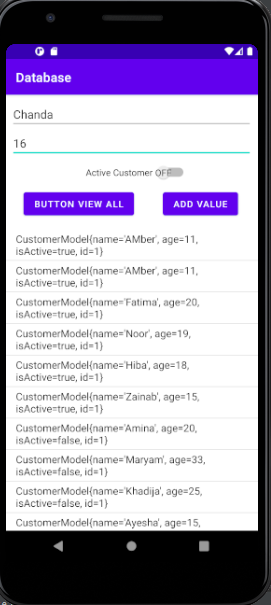 Database
Chanda
16
Active Customer OFF
BUTTON VIEW ALL
ADD VALUE
CustomerModel{name='AMber', age=11,
isActive=true, id=1}
CustomerModel{name='AMber', age=11,
isActive=true, id=1}
CustomerModel{name='Fatima', age=20,
isActive=true, id=1}
CustomerModel{name='Noor', age=19,
isActive=true, id=1}
CustomerModel{name='Hiba', age=18,
isActive=true, id=1}
CustomerModel{name='Zainab', age=15,
isActive=true, id=1}
CustomerModel{name='Amina', age=20,
isActive=false, id=1}
CustomerModel{name='Maryam', age=33,
isActive=false, id=1}
CustomerModel{name='Khadija', age=25,
isActive=false, id=1}
CustomerModel{name='Ayesha', age=15,